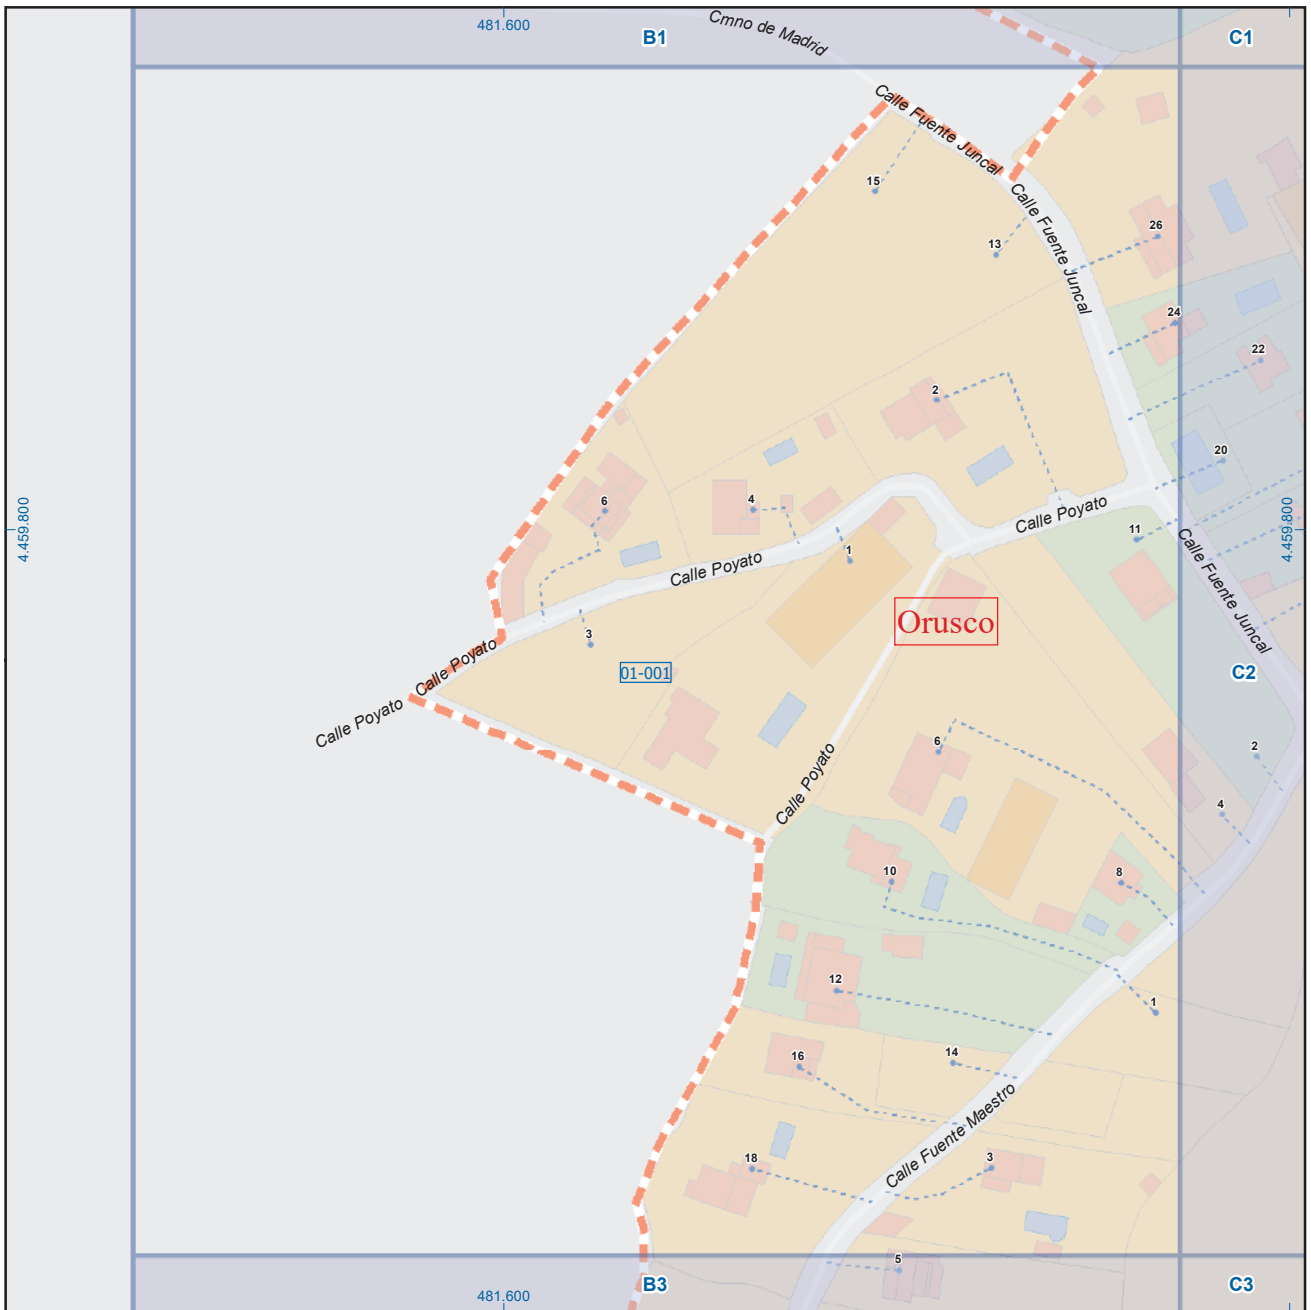 481.600
B1
Cmno de Madrid
C1
Calle Fuente Juncal
15
Calle Fuente Juncal
26
13
24
22
2
20
6
4
4.459.800
4.459.800
Calle Poyato
11
1
Calle Poyato
Calle Fuente Juncal
Orusco
3
Calle Poyato
01-001
C2
Calle Poyato
6
2
Calle Poyato
4
10
8
12
1
16
14
Calle Fuente Maestro
18
3
5
B3
C3
481.600